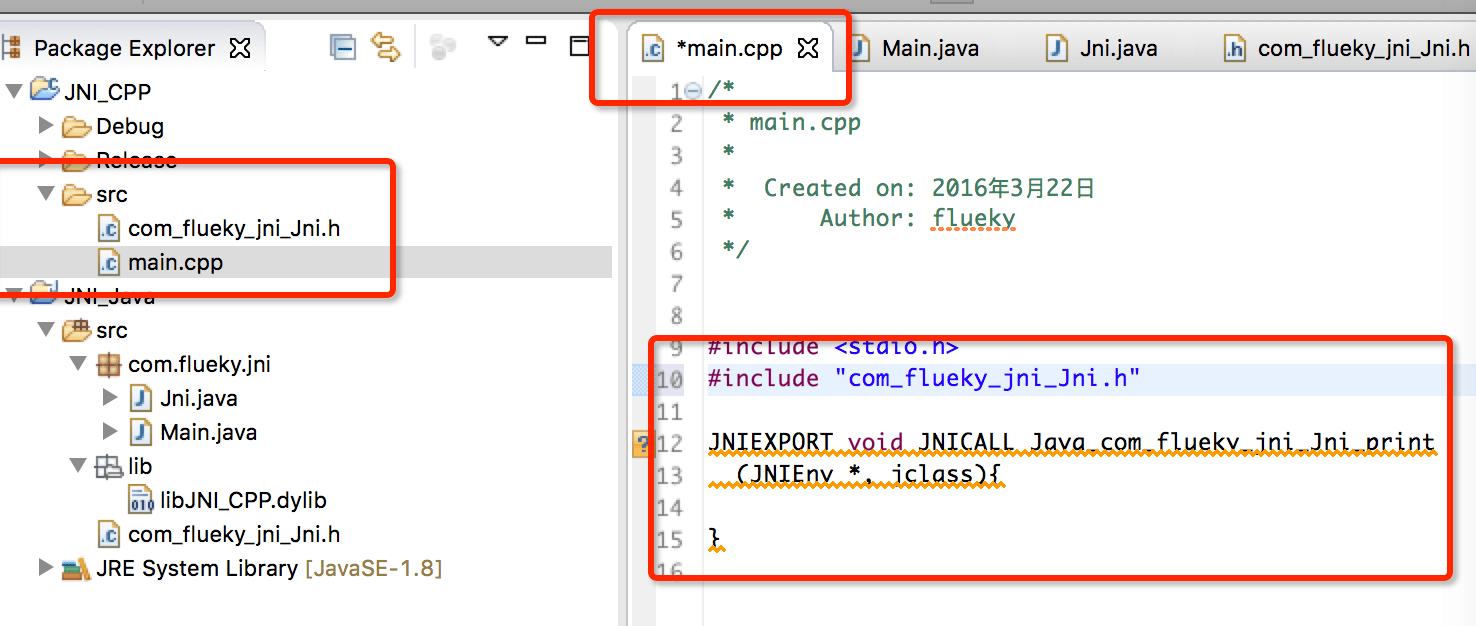 Package Explorer
JNI_CPP
Debug
Release
src
com_flueky_jni_Jni.h
main.cpp
JNI_Java
src
com.flueky.jni
Jni.java
Main.java
lib
libJNI_CPP.dylib
com_flueky_jni_Jni.h
JRE System Library [JavaSE-1.8]
*main.cpp Main.java Jni.java com_flueky_jni_Jni.h
1 /*
2 * main.cpp
3 *
4 * Created on: 2016年3月22日
5 * Author: flueky
6 */
7
8
9 #include <stdio.h>
10 #include "com_flueky_jni_Jni.h"
11
12 JNIEXPORT void JNICALL Java_com_flueky_jni_Jni_print
13 (JNIEnv *, jclass){
14
15 }
16